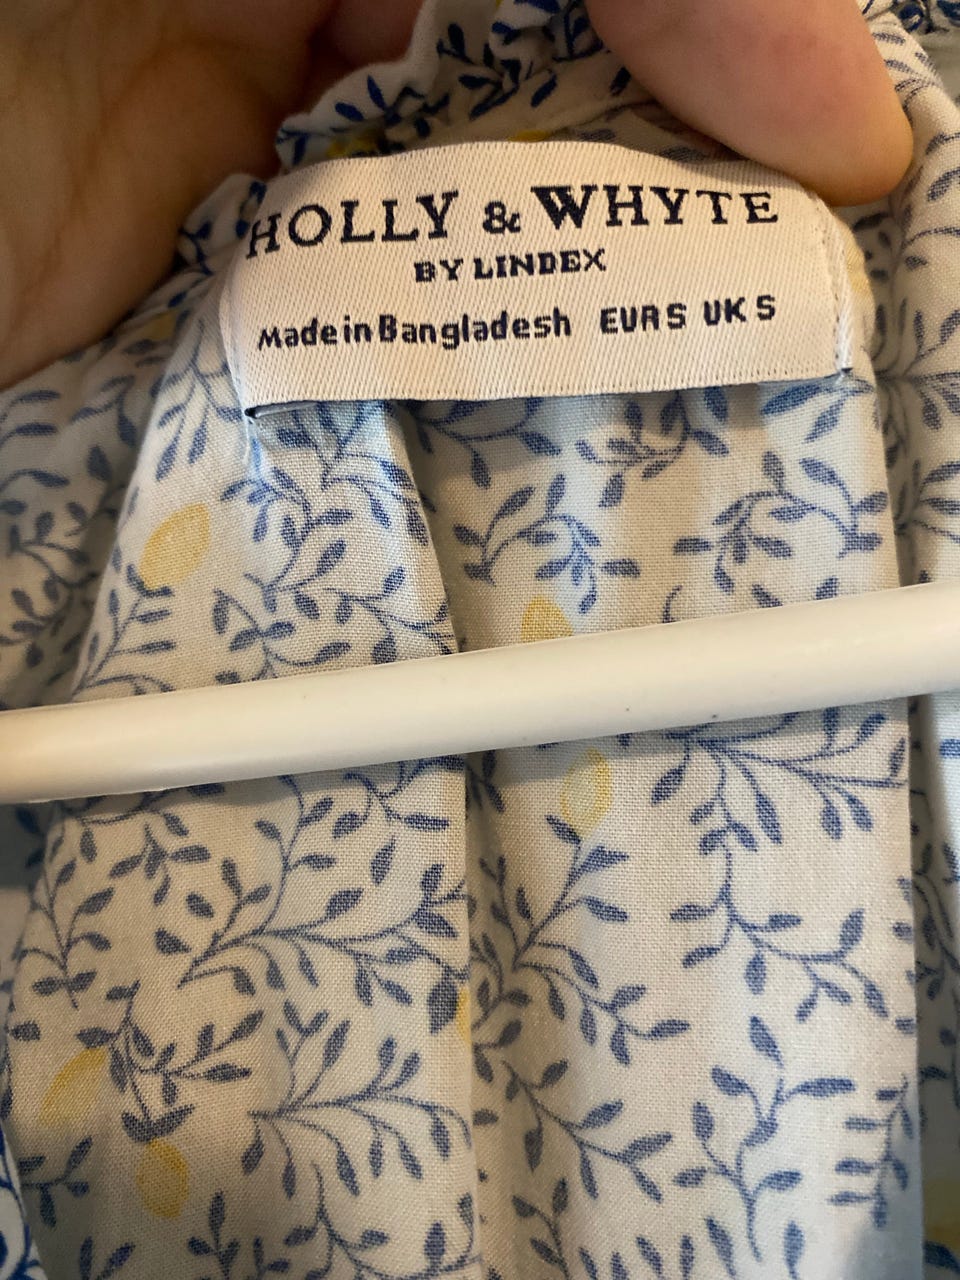 HOLLY & WHYTE
BY LINDEX
Made in Bangladesh EUR S UK S